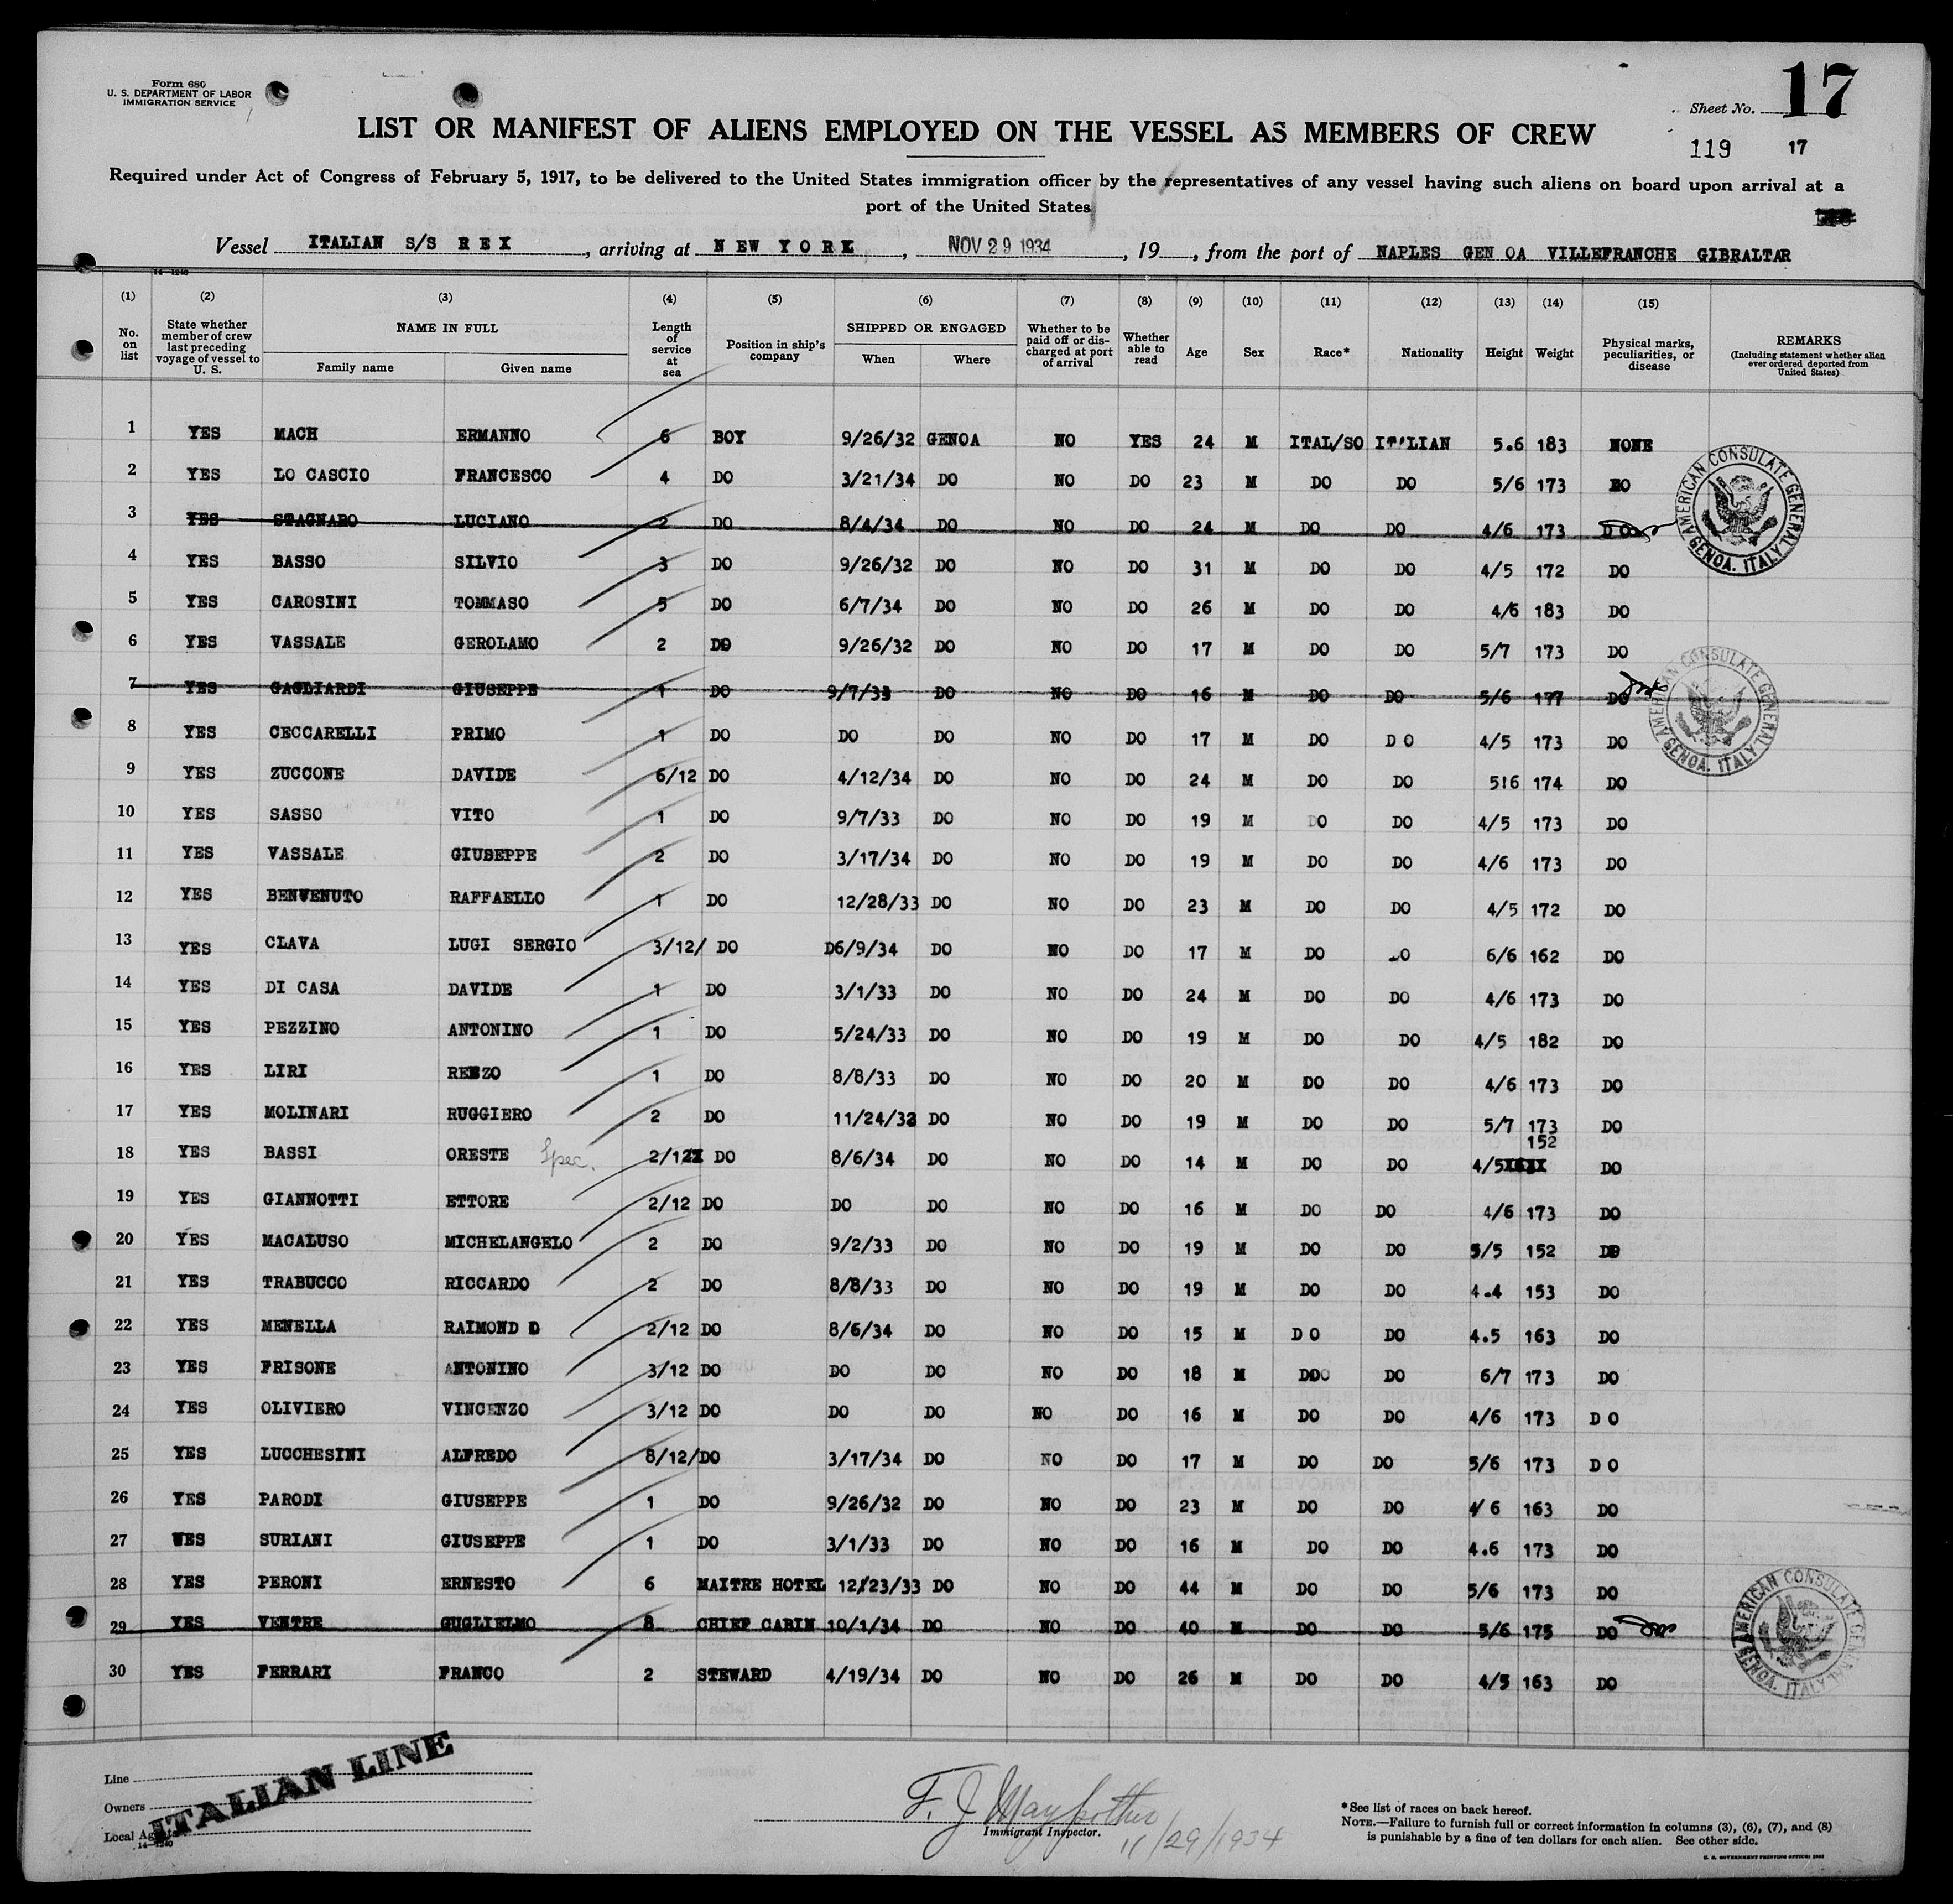 Form 680
U. S. DEPARTMENT OF LABOR
IMMIGRATION SERVICE
Sheet No. 17
119 17
LIST OR MANIFEST OF ALIENS EMPLOYED ON THE VESSEL AS MEMBERS OF CREW
Required under Act of Congress of February 5, 1917, to be delivered to the United States immigration officer by the representatives of any vessel having such aliens on board upon arrival at a
port of the United States
Vessel ITALIAN S/S REX, arriving at NEW YORK, NOV 29 1934, 19, from the port of NAPLES GEN OA VILLEFRANCHE GIBRALTAR
14—1240
(1) (2) (3) (4) (5) (6) (7) (8) (9) (10) (11) (12) (13) (14) (15)
No. on list State whether member of crew last preceding voyage of vessel to U. S. NAME IN FULL Family name Given name Length of service at sea Position in ship's company SHIPPED OR ENGAGED When Where Whether to be paid off or discharged at port of arrival Whether able to read Age Sex Race* Nationality Height Weight Physical marks, peculiarities, or disease REMARKS (Including statement whether alien ever ordered deported from United States)
1 YES MACH ERMANNO 6 BOY 9/26/32 GENOA NO YES 24 M ITAL/SO ITALIAN 5.6 183 NONE
2 YES LO CASCIO FRANCESCO 4 DO 3/21/34 DO NO DO 23 M DO DO 5/6 173 DO
3 YES STAGNARO LUCIANO 2 DO 8/4/34 DO NO DO 24 M DO DO 4/6 173 DO
4 YES BASSO SILVIO 3 DO 9/26/32 DO NO DO 31 M DO DO 4/5 172 DO
5 YES CAROSINI TOMMASO 5 DO 6/7/34 DO NO DO 26 M DO DO 4/6 183 DO
6 YES VASSALE GEROLAMO 2 DO 9/26/32 DO NO DO 17 M DO DO 5/7 173 DO
7 YES GAGLIARDI GIUSEPPE 1 DO 9/7/33 DO NO DO 16 M DO DO 5/6 177 DO
8 YES CECCARELLI PRIMO 1 DO DO DO NO DO 17 M DO D O 4/5 173 DO
9 YES ZUCCONE DAVIDE 6/12 DO 4/12/34 DO NO DO 24 M DO DO 516 174 DO
10 YES SASSO VITO 1 DO 9/7/33 DO NO DO 19 M DO DO 4/5 173 DO
11 YES VASSALE GIUSEPPE 2 DO 3/17/34 DO NO DO 19 M DO DO 4/6 173 DO
12 YES BENVENUTO RAFFAELLO 1 DO 12/28/33 DO NO DO 23 M DO DO 4/5 172 DO
13 YES CLAVA LUGI SERGIO 3/12/ DO D6/9/34 DO NO DO 17 M DO DO 6/6 162 DO
14 YES DI CASA DAVIDE 1 DO 3/1/33 DO NO DO 24 M DO DO 4/6 173 DO
15 YES PEZZINO ANTONINO 1 DO 5/24/33 DO NO DO 19 M DO DO 4/5 182 DO
16 YES LIRI RENZO 1 DO 8/8/33 DO NO DO 20 M DO DO 4/6 173 DO
17 YES MOLINARI RUGGIERO 2 DO 11/24/32 DO NO DO 19 M DO DO 5/7 173 DO
18 YES BASSI ORESTE Spec. 2/12 DO 8/6/34 DO NO DO 14 M DO DO 4/5 152 DO
19 YES GIANNOTTI ETTORE 2/12 DO DO DO NO DO 16 M DO DO 4/6 173 DO
20 YES MACALUSO MICHELANGELO 2 DO 9/2/33 DO NO DO 19 M DO DO 5/5 152 DO
21 YES TRABUCCO RICCARDO 2 DO 8/8/33 DO NO DO 19 M DO DO 4.4 153 DO
22 YES MENELLA RAIMOND D 2/12 DO 8/6/34 DO NO DO 15 M D O DO 4.5 163 DO
23 YES FRISONE ANTONINO 3/12 DO DO DO NO DO 18 M DDO DO 6/7 173 DO
24 YES OLIVIERO VINCENZO 3/12 DO DO DO NO DO 16 M DO DO 4/6 173 D O
25 YES LUCCHESINI ALFREDO 8/12/ DO 3/17/34 DO NO DO 17 M DO DO 5/6 173 D O
26 YES PARODI GIUSEPPE 1 DO 9/26/32 DO NO DO 23 M DO DO 4/6 163 DO
27 WES SURIANI GIUSEPPE 1 DO 3/1/33 DO NO DO 16 M DO DO 4.6 173 DO
28 YES PERONI ERNESTO 6 MAITRE HOTEL 12/23/33 DO NO DO 44 M DO DO 5/6 173 DO
29 YES VENTRE GUGLIELMO 8 CHIEF CABIN 10/1/34 DO NO DO 40 M DO DO 5/6 175 DO
30 YES FERRARI FRANCO 2 STEWARD 4/19/34 DO NO DO 26 M DO DO 4/5 163 DO
AMERICAN CONSULATE GENERAL GENOA. ITALY
AMERICAN CONSULATE GENERAL GENOA. ITALY
AMERICAN CONSULATE GENERAL GENOA. ITALY
Line
Owners
Local Agent
ITALIAN LINE
14—1240
F. J. Mayforther
Immigrant Inspector.
11/29/1934
*See list of races on back hereof.
NOTE.—Failure to furnish full or correct information in columns (3), (6), (7), and (8)
is punishable by a fine of ten dollars for each alien. See other side.